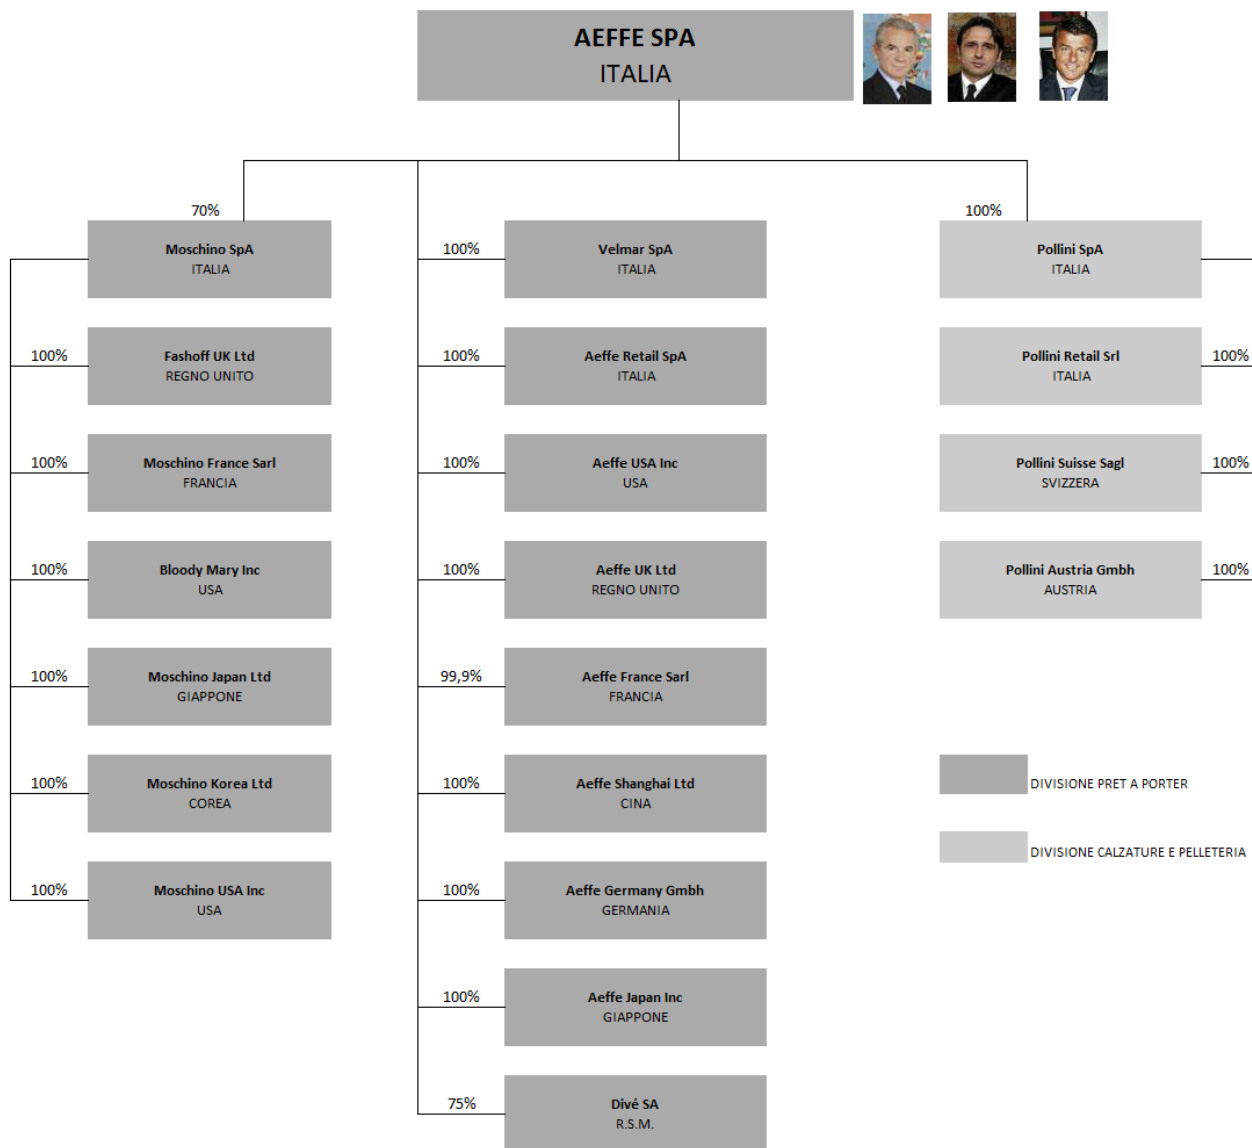 AEFFE SPA
ITALIA
70%
Moschino SpA
ITALIA
100%
Fashoff UK Ltd
REGNO UNITO
100%
Moschino France Sarl
FRANCIA
100%
Bloody Mary Inc
USA
100%
Moschino Japan Ltd
GIAPPONE
100%
Moschino Korea Ltd
COREA
100%
Moschino USA Inc
USA
100%
Velmar SpA
ITALIA
100%
Aeffe Retail SpA
ITALIA
100%
Aeffe USA Inc
USA
100%
Aeffe UK Ltd
REGNO UNITO
99,9%
Aeffe France Sarl
FRANCIA
100%
Aeffe Shanghai Ltd
CINA
100%
Aeffe Germany Gmbh
GERMANIA
100%
Aeffe Japan Inc
GIAPPONE
75%
Divé SA
R.S.M.
100%
Pollini SpA
ITALIA
Pollini Retail Srl
ITALIA
100%
Pollini Suisse Sagl
SVIZZERA
100%
Pollini Austria Gmbh
AUSTRIA
100%
DIVISIONE PRET A PORTER
DIVISIONE CALZATURE E PELLETERIA